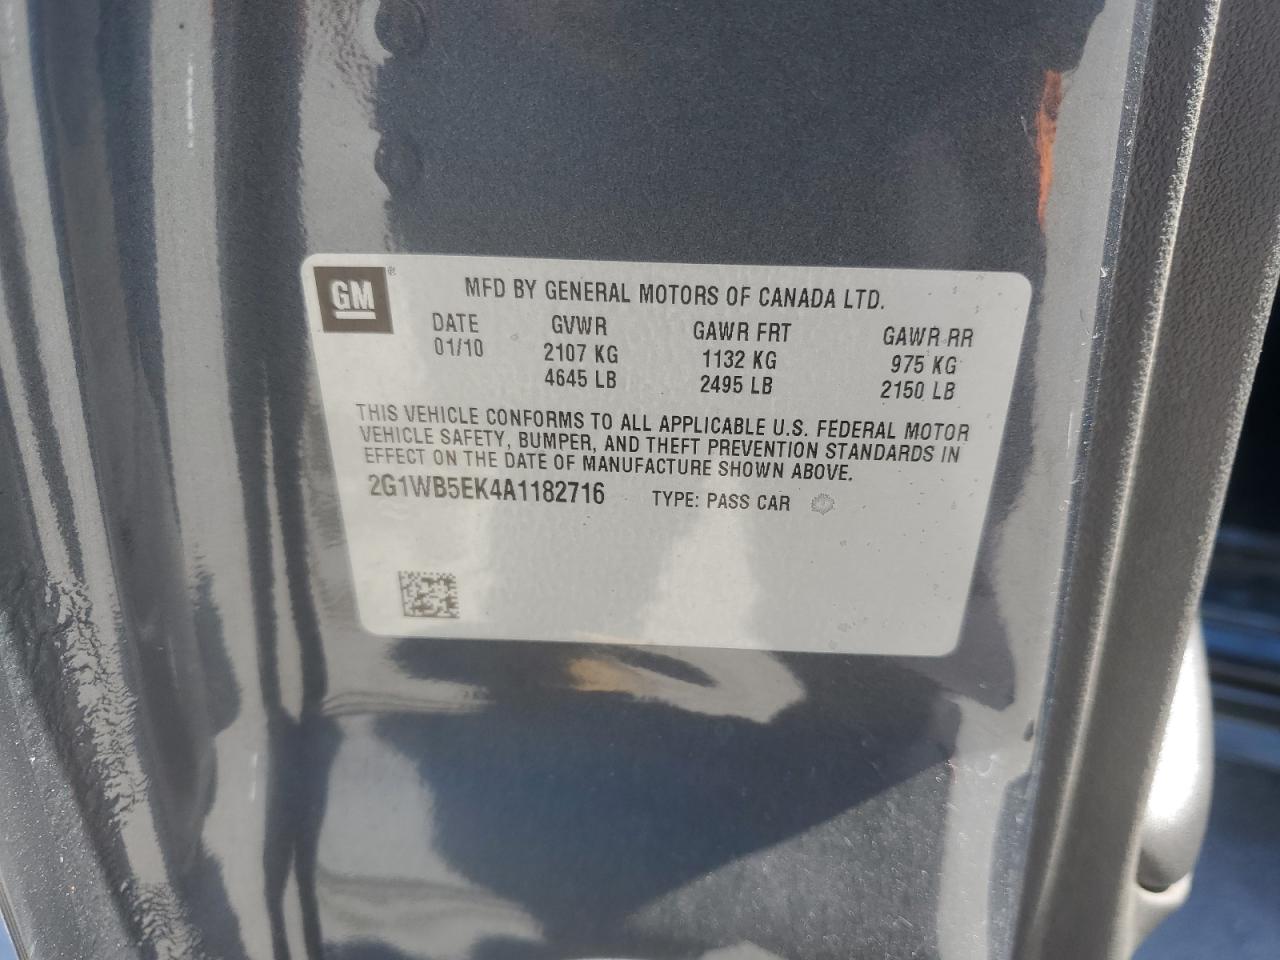 GM®
MFD BY GENERAL MOTORS OF CANADA LTD.
DATE GVWR GAWR FRT GAWR RR
01/10 2107 KG 1132 KG 975 KG
4645 LB 2495 LB 2150 LB
THIS VEHICLE CONFORMS TO ALL APPLICABLE U.S. FEDERAL MOTOR
VEHICLE SAFETY, BUMPER, AND THEFT PREVENTION STANDARDS IN
EFFECT ON THE DATE OF MANUFACTURE SHOWN ABOVE.
2G1WB5EK4A1182716 TYPE: PASS CAR